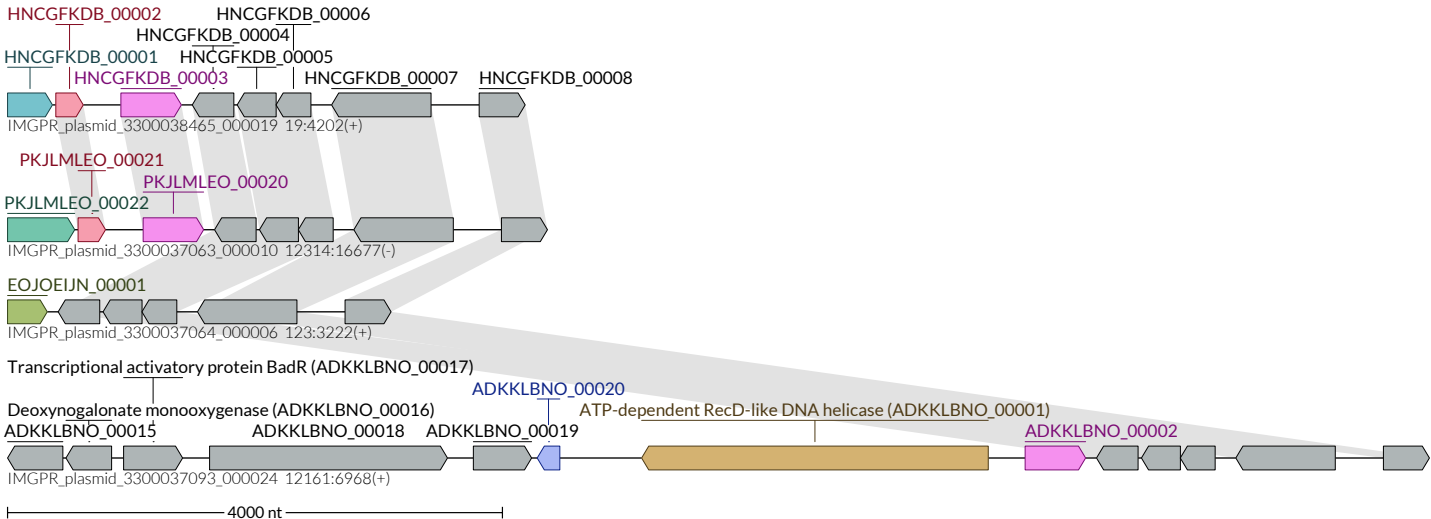 HNCGFKDB_00002 HNCGFKDB_00006
HNCGFKDB_00004
HNCGFKDB_00001 HNCGFKDB_00005
HNCGFKDB_00003 HNCGFKDB_00007 HNCGFKDB_00008
IMGPR_plasmid_3300038465_000019 19:4202(+)
PKJLMLEO_00021
PKJLMLEO_00020
PKJLMLEO_00022
IMGPR_plasmid_3300037063_000010 12314:16677(-)
EOJOEIJN_00001
IMGPR_plasmid_3300037064_000006 123:3222(+)
Transcriptional activatory protein BadR (ADKKLBNO_00017)
ADKKLBNO_00020
Deoxynogalonate monooxygenase (ADKKLBNO_00016) ATP-dependent RecD-like DNA helicase (ADKKLBNO_00001)
ADKKLBNO_00015 ADKKLBNO_00018 ADKKLBNO_00019 ADKKLBNO_00002
IMGPR_plasmid_3300037093_000024 12161:6968(+)
4000 nt